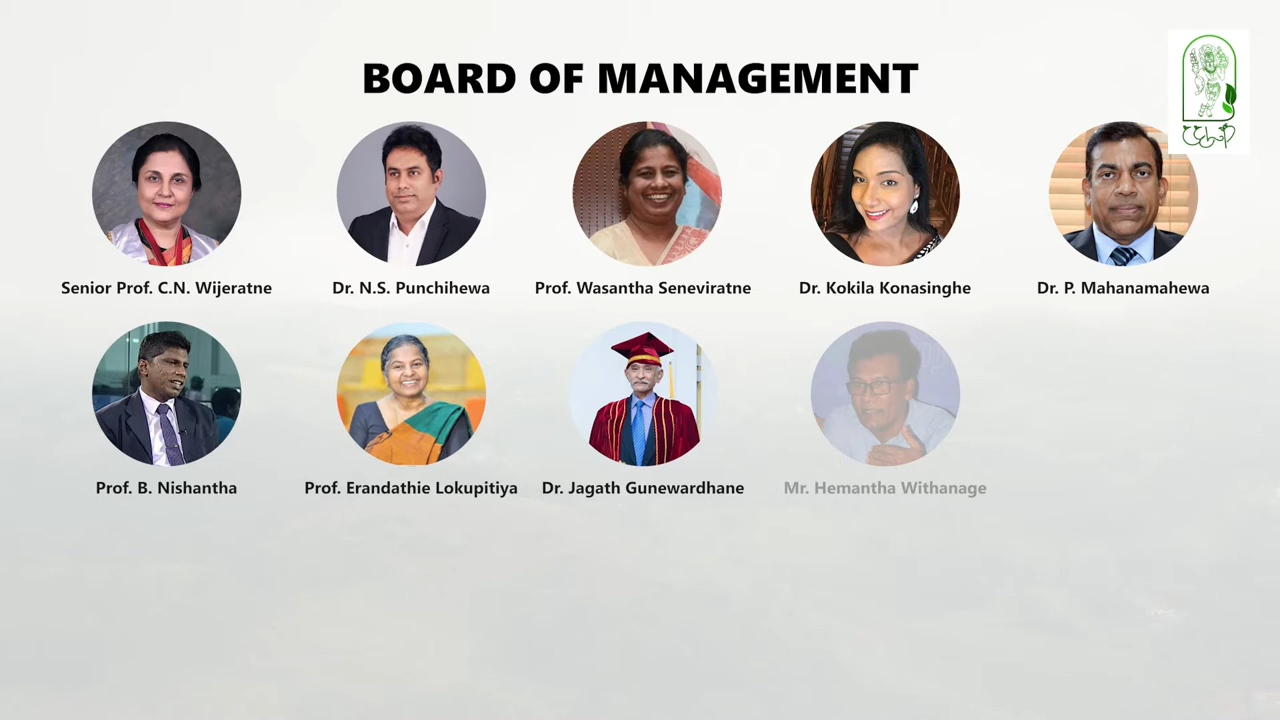 BOARD OF MANAGEMENT
Senior Prof. C.N. Wijeratne
Dr. N.S. Punchihewa
Prof. Wasantha Seneviratne
Dr. Kokila Konasinghe
Dr. P. Mahanamahewa
Prof. B. Nishantha
Prof. Erandathie Lokupitiya
Dr. Jagath Gunewardhane
Mr. Hemantha Withanage